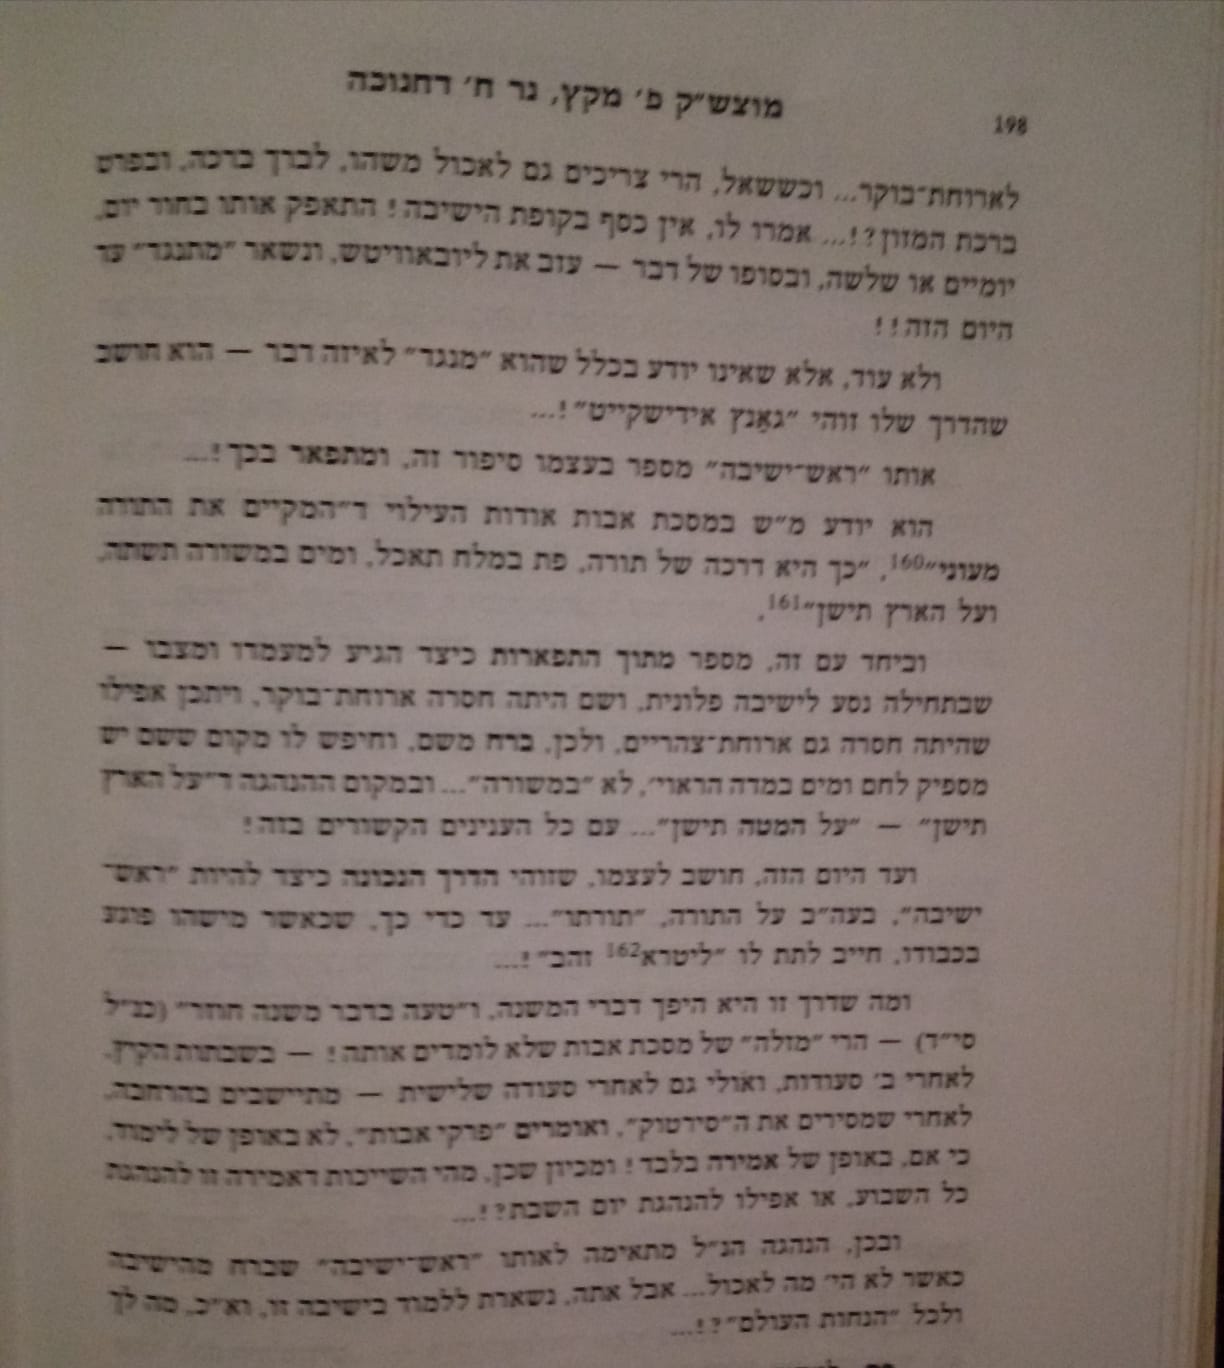 מוצש״ק פ׳ מקץ, נר ח׳ דחנוכה
198
לארוחת־בוקר... וכששאל, הרי צריכים גם לאכול משהו, לברך ברכה, ובפרט
ברכת המזון?!... אמרו לו, אין כסף בקופת הישיבה! התאפק אותו בחור יום,
יומיים או שלשה, ובסופו של דבר — עזב את ליובאוויטש, ונשאר ״מתנגד״ עד
היום הזה!!
ולא עוד, אלא שאינו יודע בכלל שהוא ״מנגד״ לאיזה דבר — הוא חושב
שהדרך שלו זוהי ״גאַנץ אידישקייט״!...
אותו ״ראש־ישיבה״ מספר בעצמו סיפור זה, ומתפאר בכך!...
הוא יודע מ״ש במסכת אבות אודות העילוי ד״המקיים את התורה
מעוני״160, ״כך היא דרכה של תורה, פת במלח תאכל, ומים במשורה תשתה,
ועל הארץ תישן״161.
וביחד עם זה, מספר מתוך התפארות כיצד הגיע למעמדו ומצבו —
שבתחילה נסע לישיבה פלונית, ושם היתה חסרה ארוחת־בוקר, ויתכן אפילו
שהיתה חסרה גם ארוחת־צהריים, ולכן, ברח משם, וחיפש לו מקום ששם יש
מספיק לחם ומים במדה הראוי׳, לא ״במשורה״... ובמקום ההנהגה ד״על הארץ
תישן״ — ״על המטה תישן״... עם כל הענינים הקשורים בזה!
ועד היום הזה, חושב לעצמו, שזוהי הדרך הנכונה כיצד להיות ״ראש־
ישיבה״, בעה״ב על התורה, ״תורתו״... עד כדי כך, שכאשר מישהו פוגע
בכבודו, חייב לתת לו ״ליטרא162 זהב״!...
ומה שדרך זו היא היפך דברי המשנה, ו״טעה בדבר משנה חוזר״ (כנ״ל
סי״ד) — הרי ״מזלה״ של מסכת אבות שלא לומדים אותה! — בשבתות הקיץ,
לאחרי ב׳ סעודות, ואולי גם לאחרי סעודה שלישית — מתיישבים בהרחבה,
לאחרי שמסירים את ה״סירטוק״, ואומרים ״פרקי אבות״, לא באופן של לימוד,
כי אם, באופן של אמירה בלבד! ומכיון שכן, מהי השייכות דאמירה זו להנהגת
כל השבוע, או אפילו להנהגת יום השבת?!...
ובכן, הנהגה הנ״ל מתאימה לאותו ״ראש־ישיבה״ שברח מהישיבה
כאשר לא הי׳ מה לאכול... אבל אתה, נשארת ללמוד בישיבה זו, וא״כ, מה לך
ולכל ״הנחות העולם״?!...